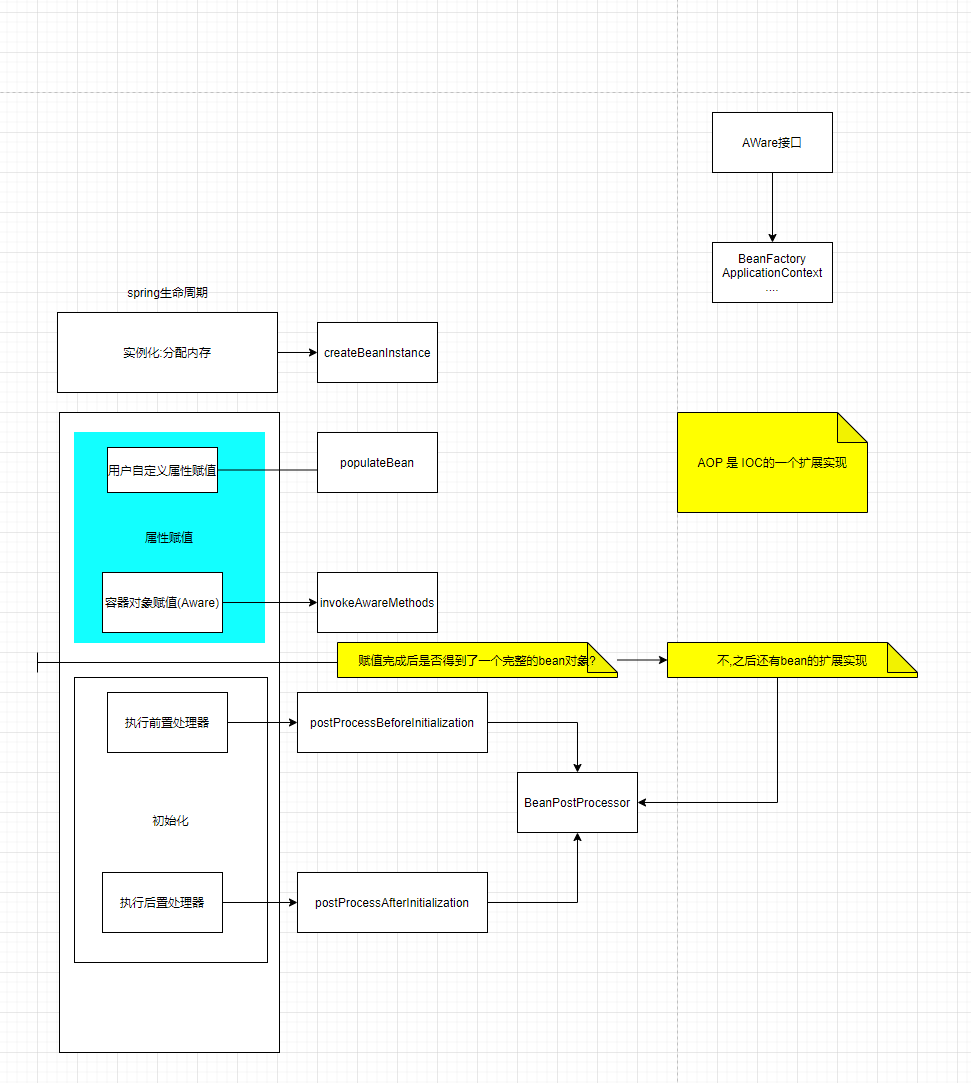 AWare接口
BeanFactory
ApplicationContext
....
spring生命周期
实例化:分配内存
createBeanInstance
用户自定义属性赋值
populateBean
AOP 是 IOC的一个扩展实现
属性赋值
容器对象赋值(Aware)
invokeAwareMethods
赋值完成后是否得到了一个完整的bean对象?
不,之后还有bean的扩展实现
执行前置处理器
postProcessBeforeInitialization
BeanPostProcessor
初始化
执行后置处理器
postProcessAfterInitialization